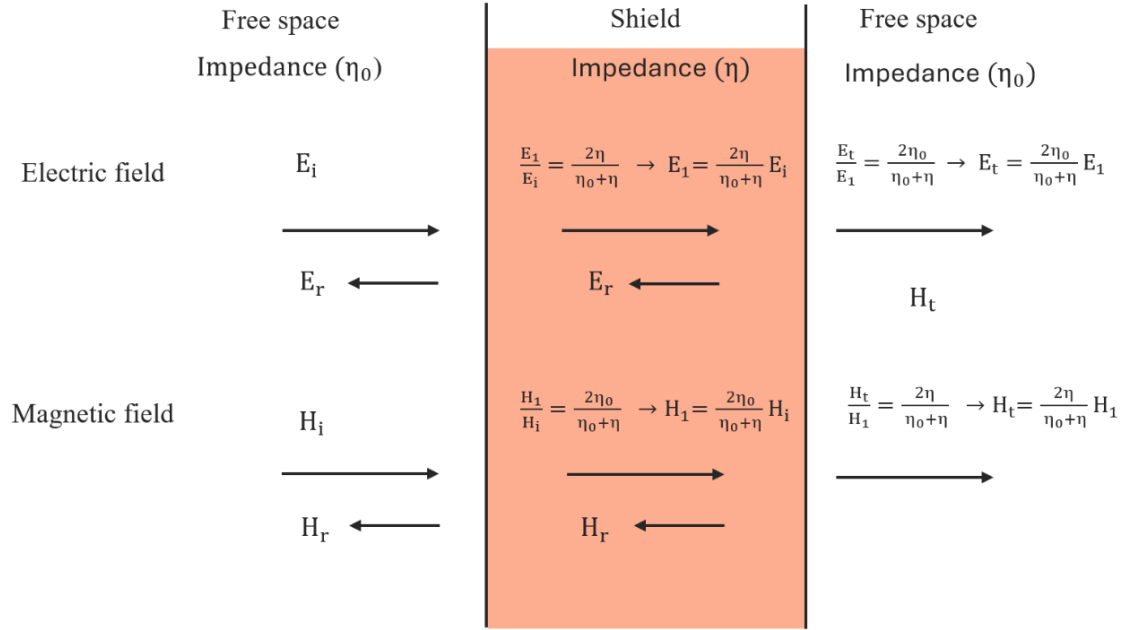 Free space Shield Free space
Impedance (η₀) Impedance (η) Impedance (η₀)
Electric field Eᵢ E₁/Eᵢ = 2η/(η₀+η) → E₁= 2η/(η₀+η) Eᵢ Eₜ/E₁ = 2η₀/(η₀+η) → Eₜ = 2η₀/(η₀+η) E₁
Eᵣ Eᵣ Hₜ
Magnetic field Hᵢ H₁/Hᵢ = 2η₀/(η₀+η) → H₁= 2η₀/(η₀+η) Hᵢ Hₜ/H₁ = 2η/(η₀+η) → Hₜ= 2η/(η₀+η) H₁
Hᵣ Hᵣ